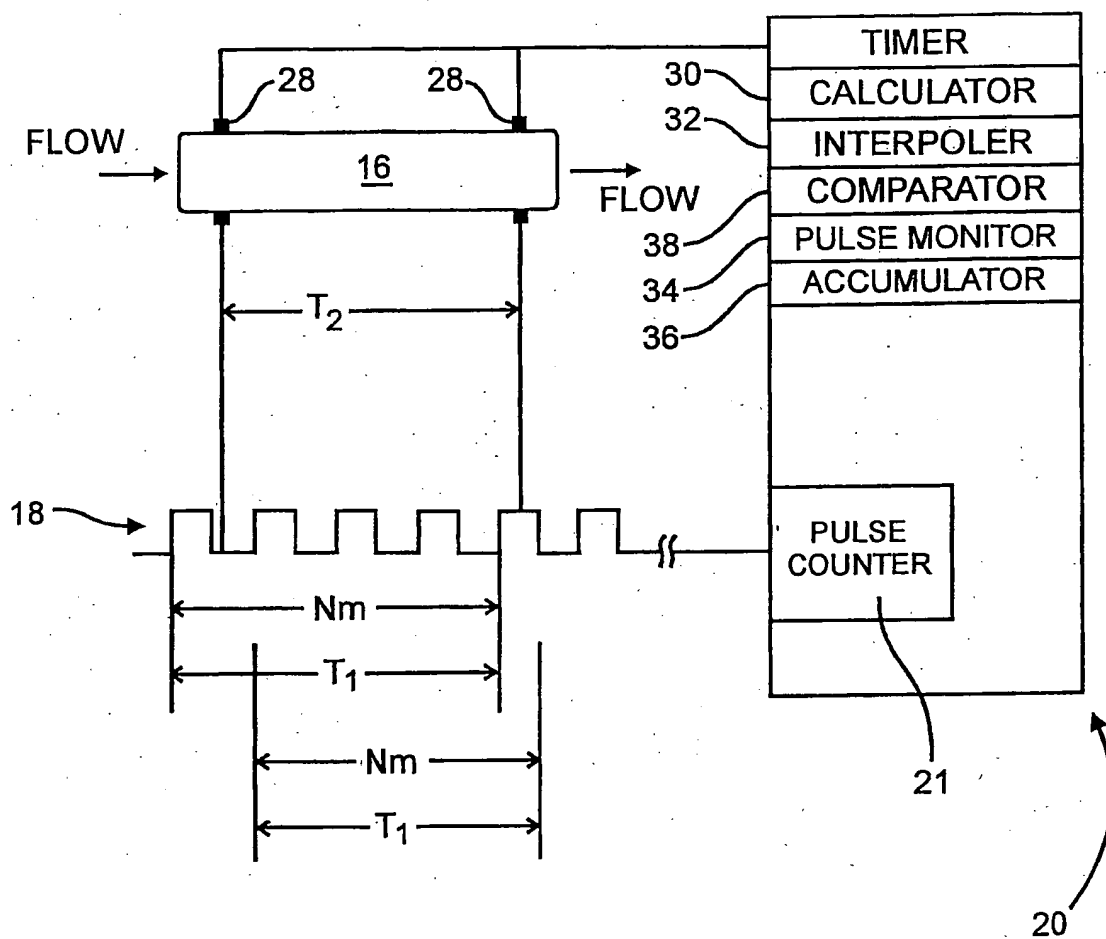 TIMER
28
28
30
CALCULATOR
32
INTERPOLER
FLOW
16
FLOW
38
COMPARATOR
34
PULSE MONITOR
36
ACCUMULATOR
T2
18
PULSE
COUNTER
Nm
T1
21
Nm
T1
20